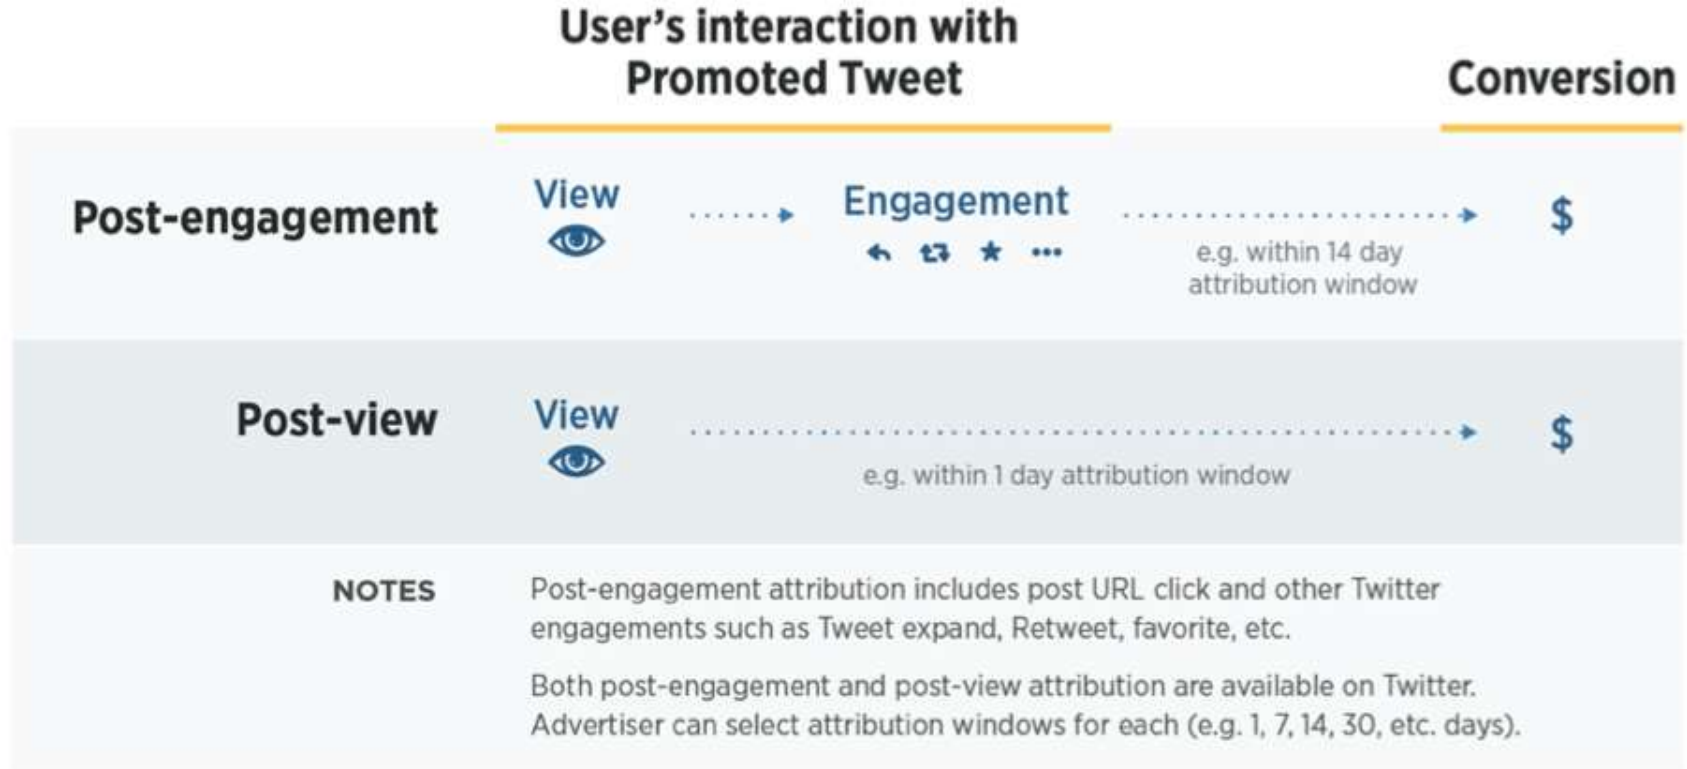 User's interaction with
Promoted Tweet
Conversion
Post-engagement
View
Engagement
$
e.g. within 14 day
attribution window
Post-view
View
$
e.g. within 1 day attribution window
NOTES
Post-engagement attribution includes post URL click and other Twitter
engagements such as Tweet expand, Retweet, favorite, etc.
Both post-engagement and post-view attribution are available on Twitter.
Advertiser can select attribution windows for each (e.g. 1, 7, 14, 30, etc. days).